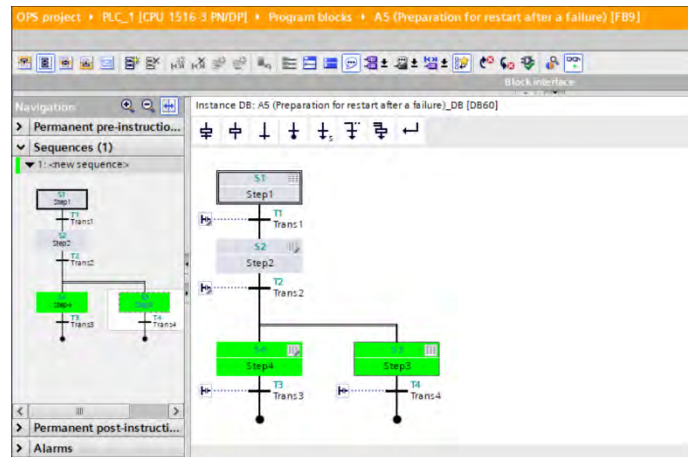 OPS project PLC_1 [CPU 1516-3 PN/DP] Program blocks A5 (Preparation for restart after a failure) [FB9]
Block interface
Navigation
Instance DB: A5 (Preparation for restart after a failure)_DB [DB60]
Permanent pre-instructio...
Sequences (1)
1: <new sequence>
S1
Step1
T1
Trans1
S2
Step2
T2
Trans2
T3
Trans3
T4
Trans4
S1
Step1
T1
Trans1
S2
Step2
T2
Trans2
Step4
S3
Step3
T3
Trans3
T4
Trans4
Permanent post-instructi...
Alarms